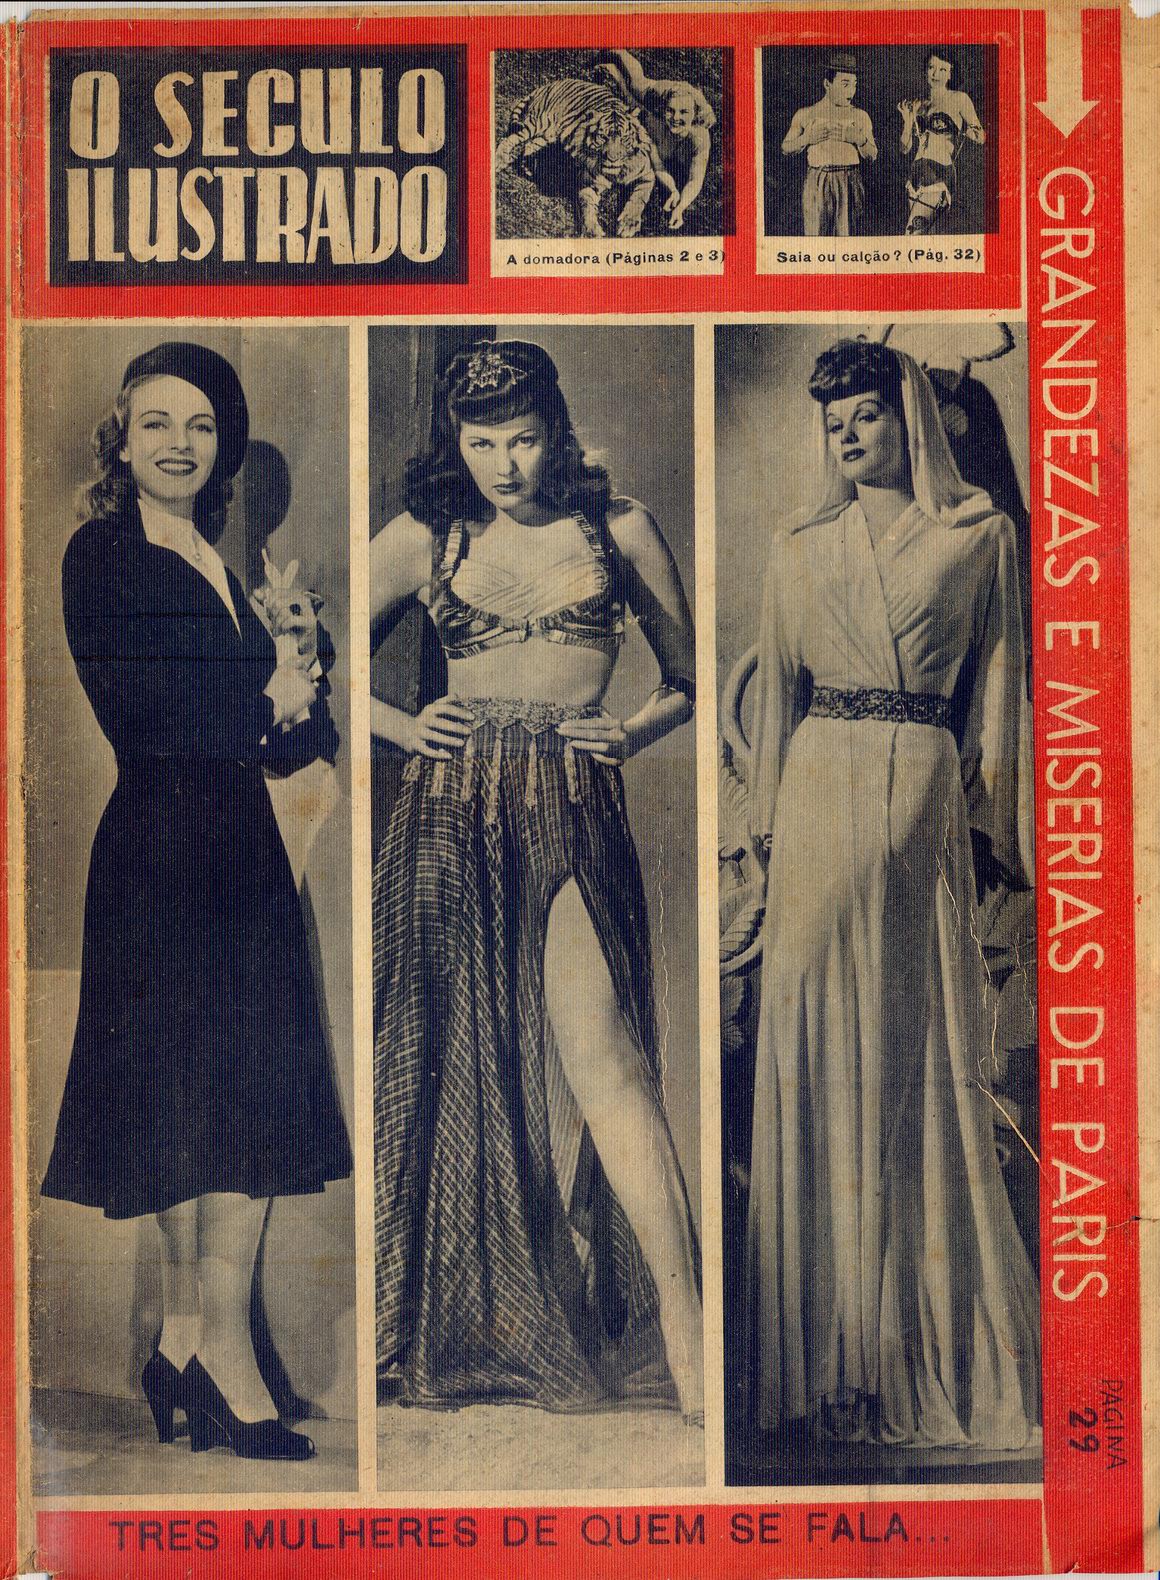 O SECULO
ILUSTRADO
A domadora (Páginas 2 e 3)
Saia ou calção? (Pág. 32)
GRANDEZAS E MISERIAS DE PARIS
PAGINA
29
TRES MULHERES DE QUEM SE FALA...